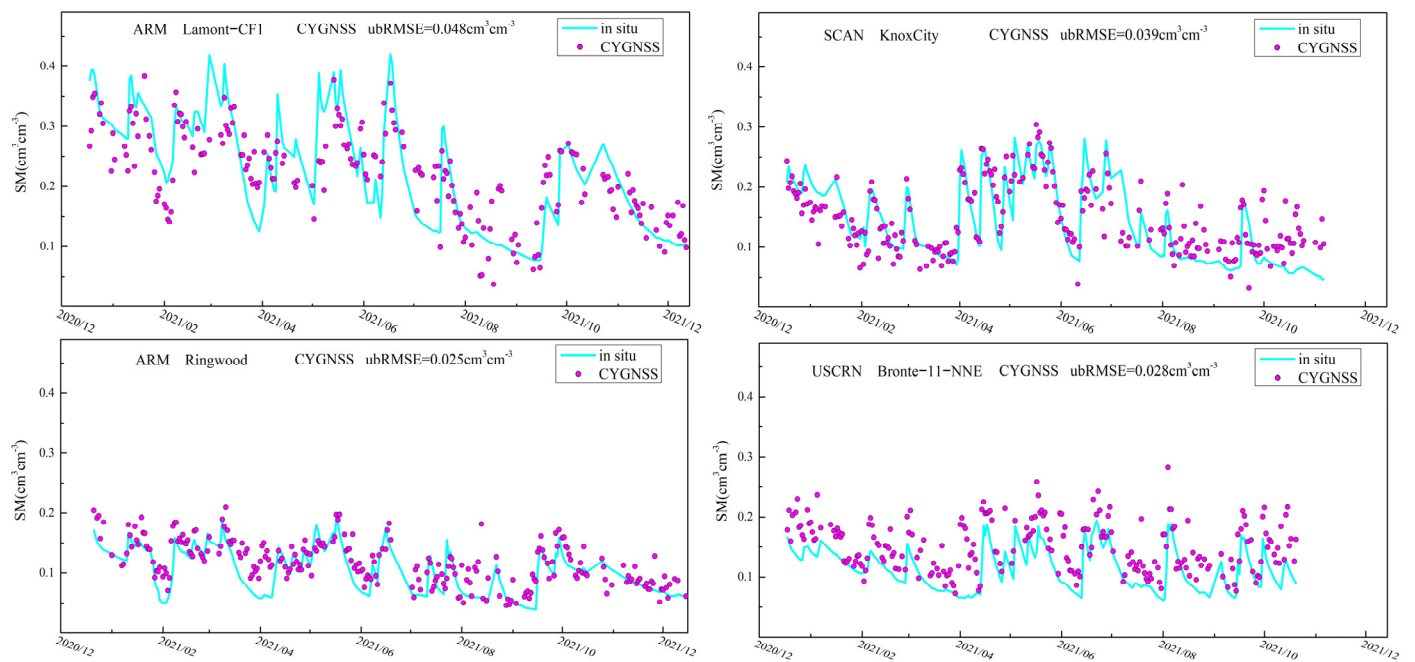 ARM Lamont-CF1 CYGNSS ubRMSE=0.048cm³cm⁻³
in situ
CYGNSS
SM(cm³cm⁻³)
0.4
0.3
0.2
0.1
2020/12 2021/02 2021/04 2021/06 2021/08 2021/10 2021/12
SCAN KnoxCity CYGNSS ubRMSE=0.039cm³cm⁻³
in situ
CYGNSS
SM(cm³cm⁻³)
0.4
0.3
0.2
0.1
2020/12 2021/02 2021/04 2021/06 2021/08 2021/10 2021/12
ARM Ringwood CYGNSS ubRMSE=0.025cm³cm⁻³
in situ
CYGNSS
SM(cm³cm⁻³)
0.4
0.3
0.2
0.1
2020/12 2021/02 2021/04 2021/06 2021/08 2021/10 2021/12
USCRN Bronte-11-NNE CYGNSS ubRMSE=0.028cm³cm⁻³
in situ
CYGNSS
SM(cm³cm⁻³)
0.4
0.3
0.2
0.1
2020/12 2021/02 2021/04 2021/06 2021/08 2021/10 2021/12